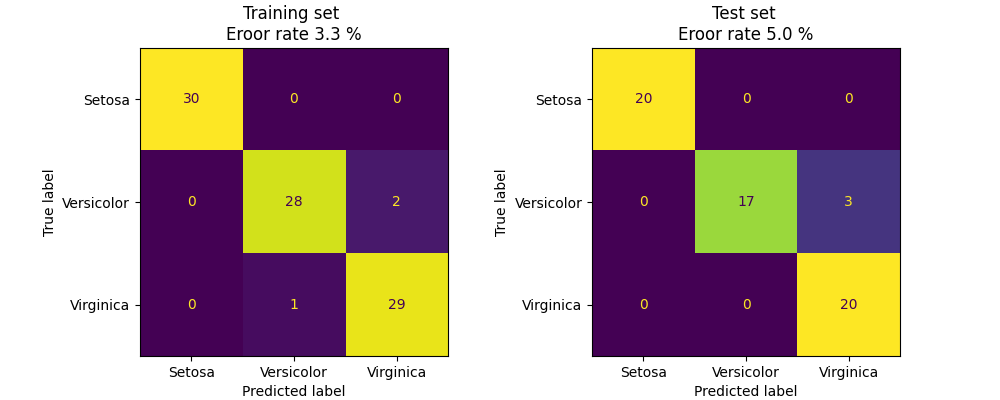 Training set
Eroor rate 3.3 %
True label
Setosa 30 0 0
Versicolor 0 28 2
Virginica 0 1 29
Setosa Versicolor Virginica
Predicted label
Test set
Eroor rate 5.0 %
True label
Setosa 20 0 0
Versicolor 0 17 3
Virginica 0 0 20
Setosa Versicolor Virginica
Predicted label